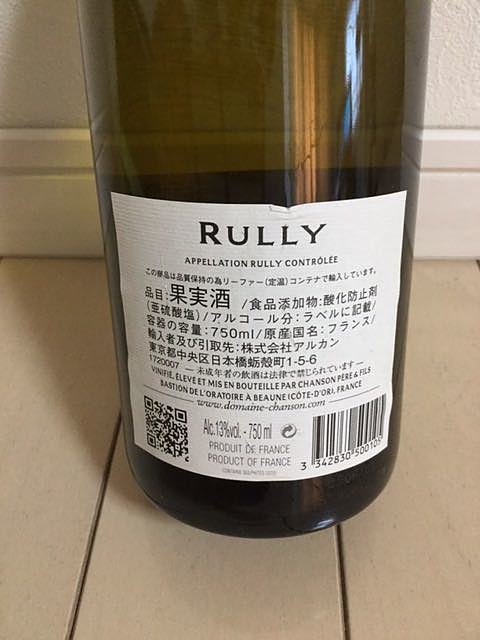 RULLY
APPELLATION RULLY CONTRÔLÉE
この商品は品質保持の為リーファー(定温)コンテナで輸入しています。
品目:果実酒 /食品添加物:酸化防止剤
(亜硫酸塩)/アルコール分:ラベルに記載/
容器の容量:750ml/原産国名:フランス/
輸入者及び引取先:株式会社アルカン
東京都中央区日本橋蛎殻町1-5-6
1720007 ー未成年者の飲酒は法律で禁じられていますー
VINIFIÉ, ÉLEVÉ ET MIS EN BOUTEILLE PAR CHANSON PÈRE & FILS
BASTION DE L'ORATOIRE À BEAUNE (CÔTE-D'OR), FRANCE
www.domaine-chanson.com
Alc.13%vol. - 750 ml
PRODUIT DE FRANCE
PRODUCT OF FRANCE
CONTAINS SULPHITES
3 342830 500105